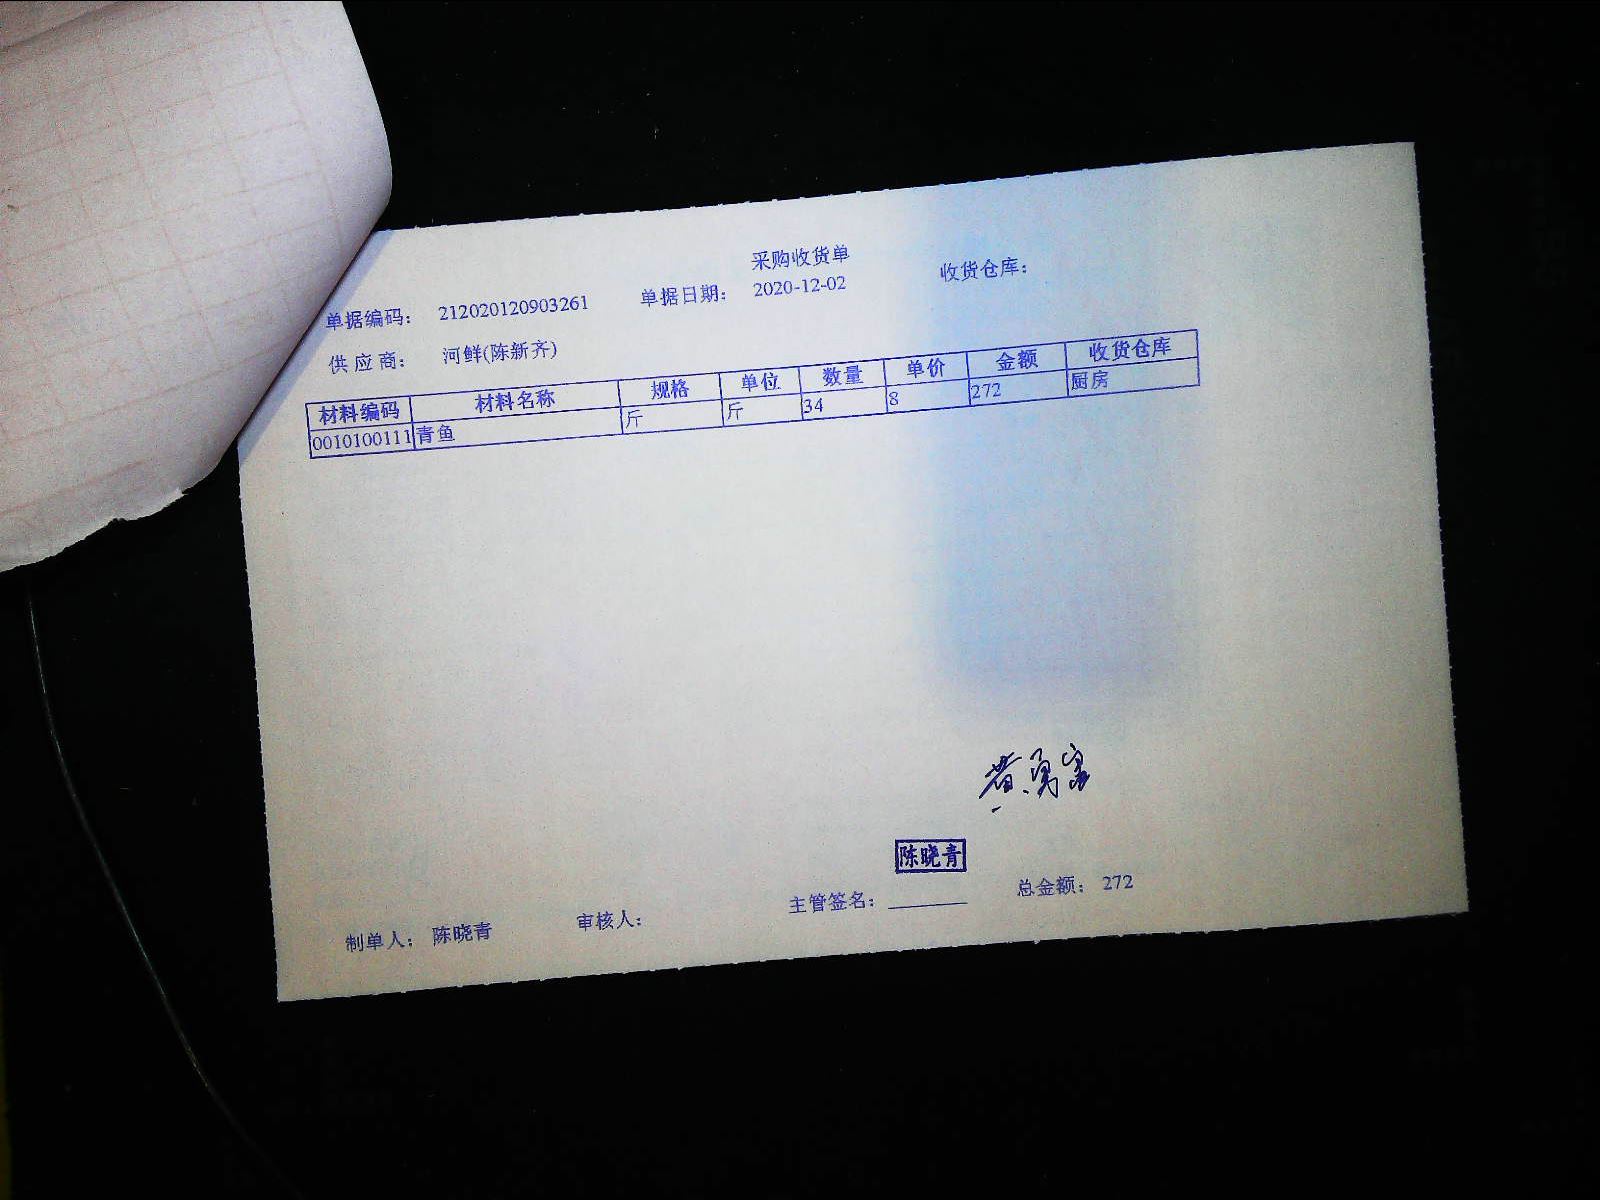 采购收货单
单据编码： 212020120903261 单据日期： 2020-12-02 收货仓库：
供应商： 河鲜(陈新齐)
材料编码 材料名称 规格 单位 数量 单价 金额 收货仓库
0010100111 青鱼 斤 斤 34 8 272 厨房
黄勇富
陈晓青
制单人： 陈晓青 审核人： 主管签名： 总金额： 272